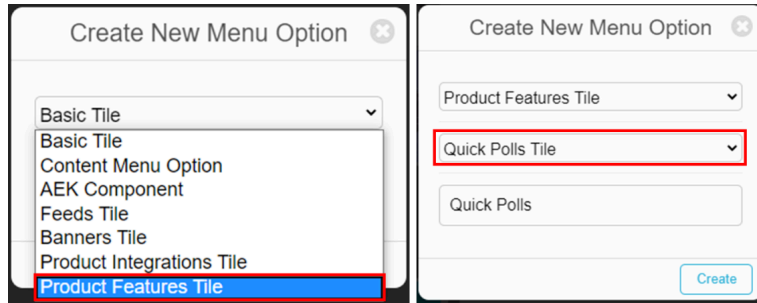 Create New Menu Option
Basic Tile
Basic Tile
Content Menu Option
AEK Component
Feeds Tile
Banners Tile
Product Integrations Tile
Product Features Tile
Create New Menu Option
Product Features Tile
Quick Polls Tile
Quick Polls
Create